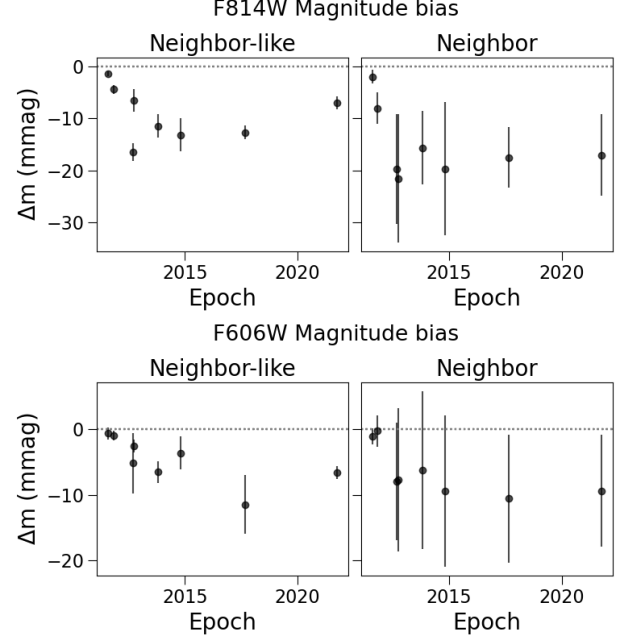 F814W Magnitude bias
Neighbor-like Neighbor
0
−10
−20
−30
Δm (mmag)
2015 2020 2015 2020
Epoch Epoch
F606W Magnitude bias
Neighbor-like Neighbor
0
−10
−20
Δm (mmag)
2015 2020 2015 2020
Epoch Epoch